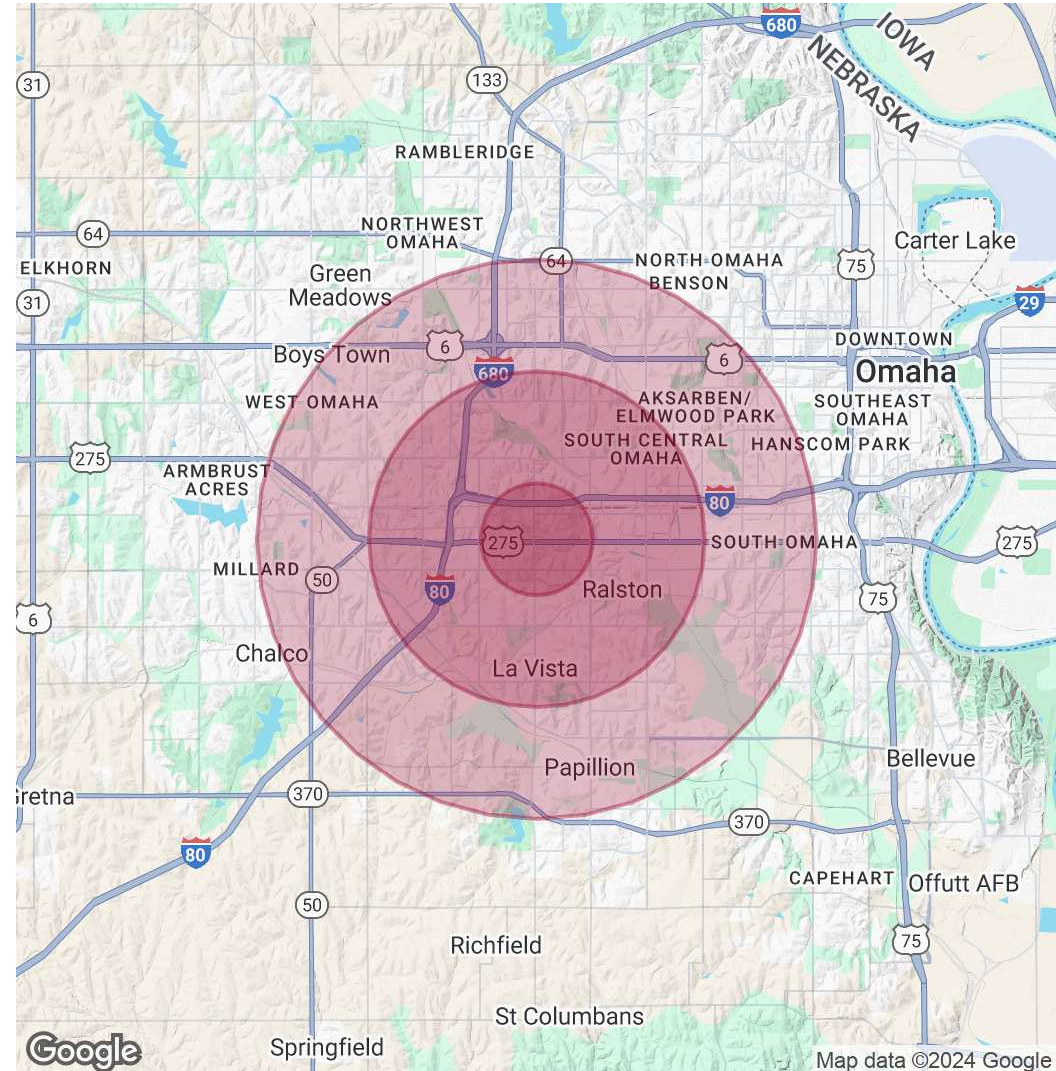 680
IOWA
NEBRASKA
31
133
RAMBLERIDGE
NORTHWEST
OMAHA
64
ELKHORN
Green
Meadows
64
NORTH OMAHA
BENSON
75
Carter Lake
31
29
Boys Town
6
680
6
DOWNTOWN
Omaha
WEST OMAHA
AKSARBEN/
ELMWOOD PARK
SOUTHEAST
OMAHA
SOUTH CENTRAL
OMAHA
HANSCOM PARK
275
ARMBRUST
ACRES
80
275
SOUTH OMAHA
275
MILLARD
50
80
Ralston
75
6
Chalco
La Vista
Papillion
Bellevue
Gretna
370
370
80
CAPEHART
Offutt AFB
50
75
Richfield
St Columbans
Springfield
Google
Map data ©2024 Google